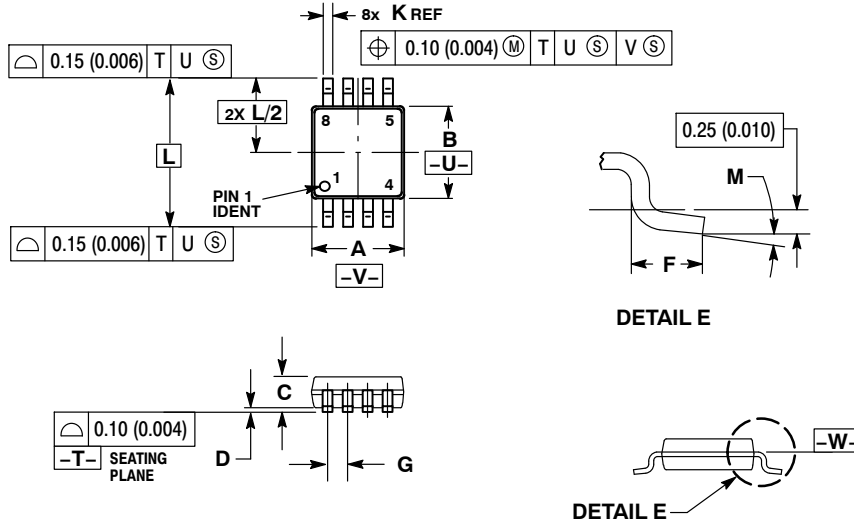 8x K REF
⌖ 0.10 (0.004) Ⓜ T U Ⓢ V Ⓢ
⌓ 0.15 (0.006) T U Ⓢ
2X L/2
L
8 5
B
–U–
PIN 1
IDENT
1 4
⌓ 0.15 (0.006) T U Ⓢ
A
–V–
0.25 (0.010)
M
F
DETAIL E
C
⌓ 0.10 (0.004)
–T– SEATING
PLANE
D
G
–W–
DETAIL E